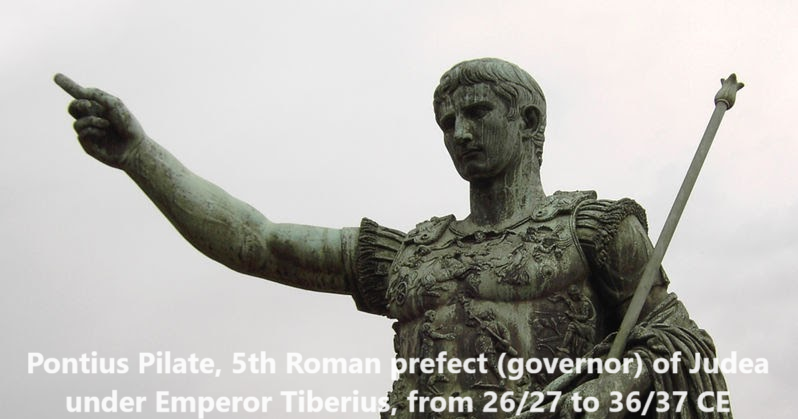 Pontius Pilate, 5th Roman prefect (governor) of Judea
under Emperor Tiberius, from 26/27 to 36/37 CE